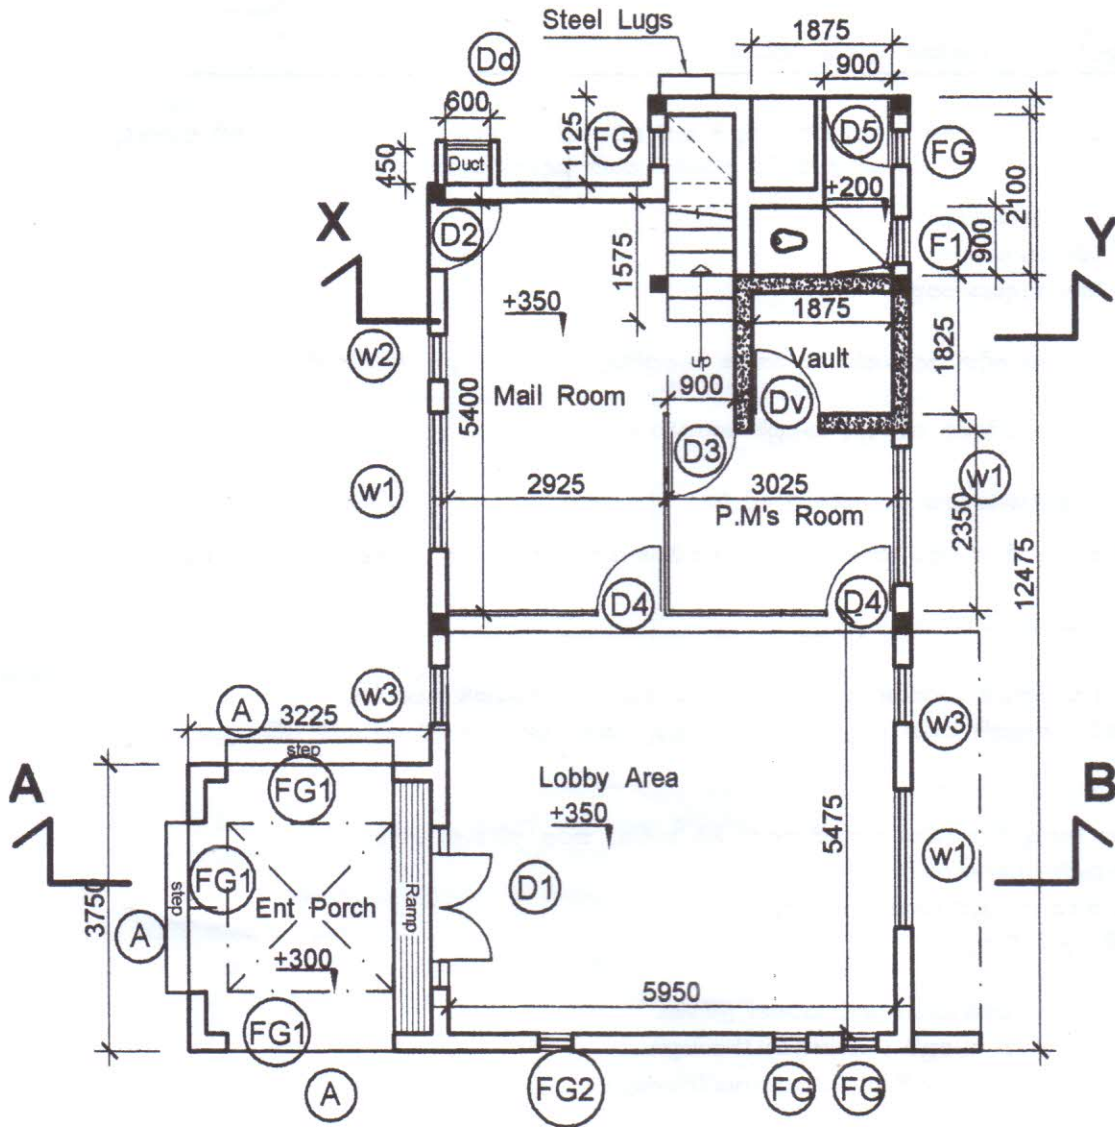 Steel Lugs
1875
900
Dd
600
1125
FG
D5
FG
450
Duct
+200
2100
X
D2
F1
900
Y
1575
+350
1875
w2
up
Vault
1825
Mail Room
900
5400
Dv
D3
w1
2925
3025
w1
P.M's Room
2350
12475
D4
D4
w3
A
3225
step
w3
FG1
Lobby Area
A
B
+350
5475
w1
FG1
D1
step
Ent Porch
Ramp
3750
A
+300
5950
FG1
A
FG2
FG
FG